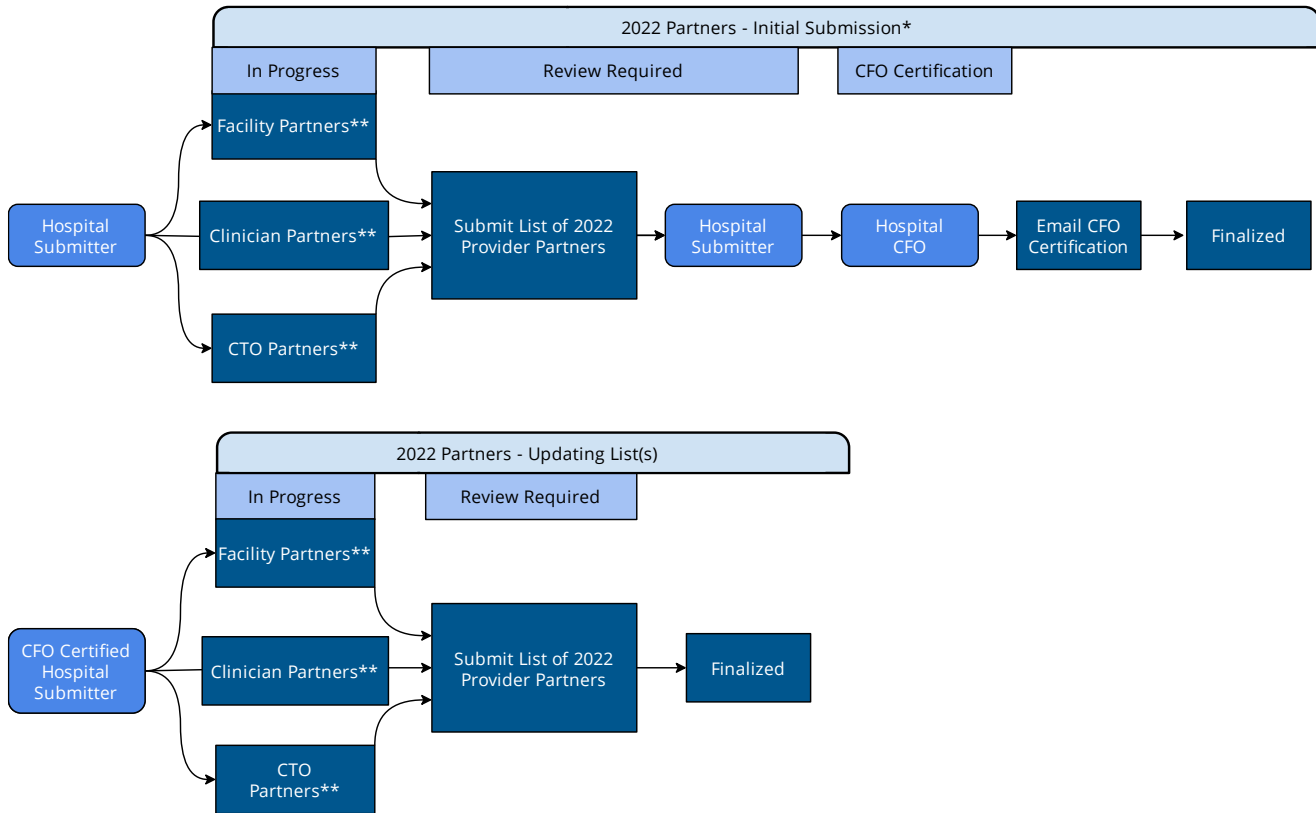 2022 Partners - Initial Submission*
In Progress
Review Required
CFO Certification
Facility Partners**
Hospital
Submitter
Clinician Partners**
Submit List of 2022
Provider Partners
Hospital
Submitter
Hospital
CFO
Email CFO
Certification
Finalized
CTO Partners**
2022 Partners - Updating List(s)
In Progress
Review Required
Facility Partners**
CFO Certified
Hospital
Submitter
Clinician Partners**
Submit List of 2022
Provider Partners
Finalized
CTO
Partners**